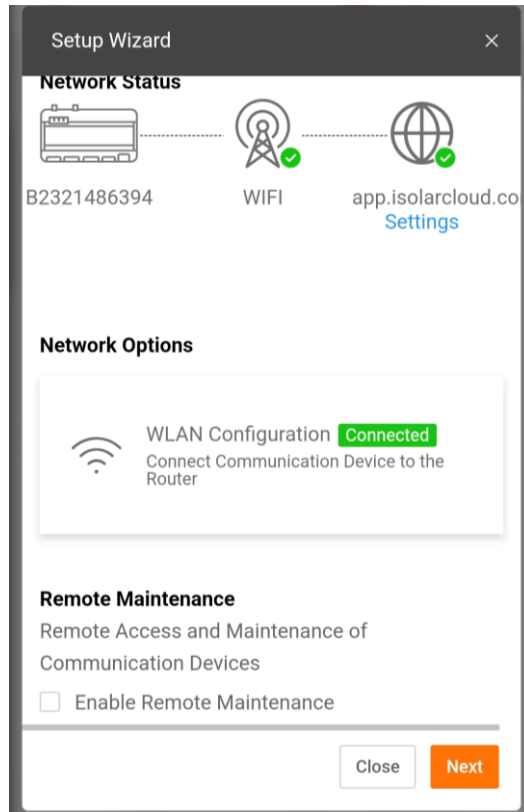 Setup Wizard
Network Status
B2321486394 WIFI app.isolarcloud.co
Settings
Network Options
WLAN Configuration Connected
Connect Communication Device to the
Router
Remote Maintenance
Remote Access and Maintenance of
Communication Devices
Enable Remote Maintenance
Close Next